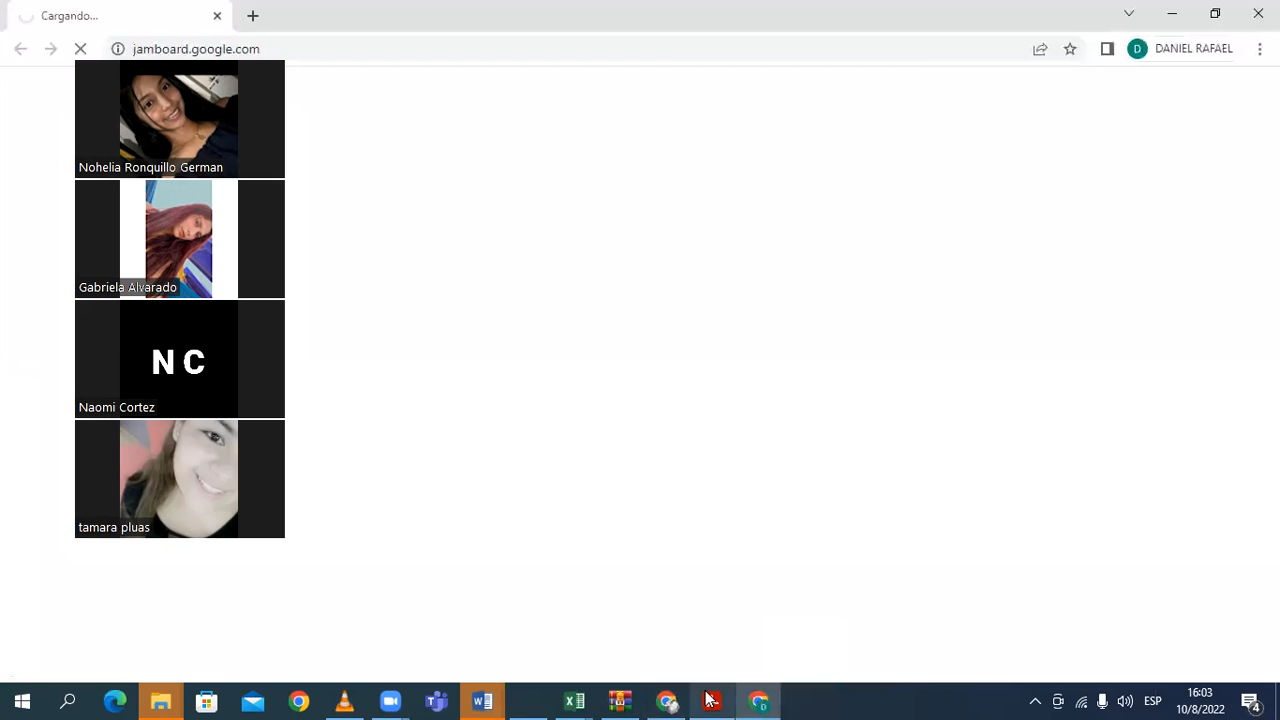 Cargando...
jamboard.google.com
D
DANIEL RAFAEL
Nohelia Ronquillo German
Gabriela Alvarado
N C
Naomi Cortez
tamara pluas
ESP
16:03
10/8/2022
4